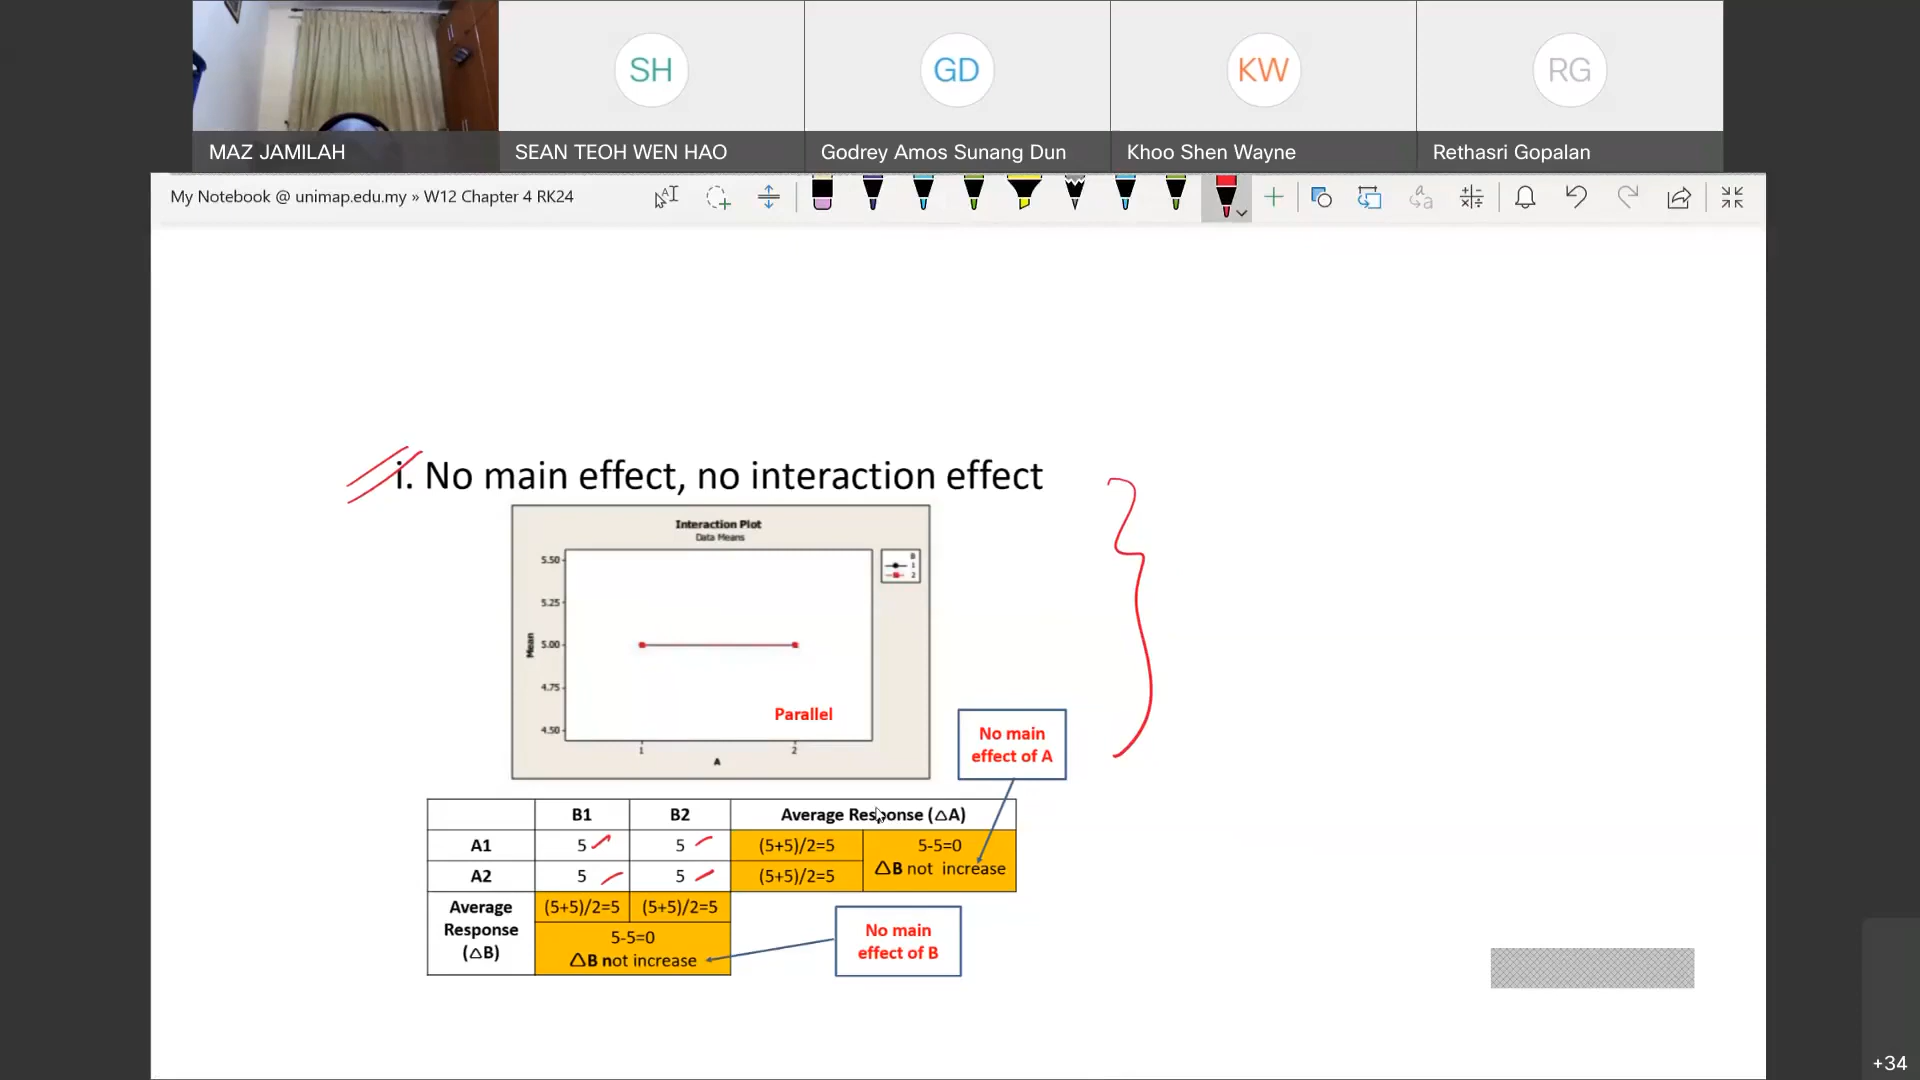 SH
GD
KW
RG
MAZ JAMILAH
SEAN TEOH WEN HAO
Godrey Amos Sunang Dun
Khoo Shen Wayne
Rethasri Gopalan
My Notebook @ unimap.edu.my » W12 Chapter 4 RK24
i. No main effect, no interaction effect
Interaction Plot
Data Means
B
1
2
5.50
5.25
5.00
4.75
4.50
Mean
Parallel
1 2
A
No main
effect of A
B1 B2 Average Response (△A)
A1 5 5 (5+5)/2=5 5-5=0
△B not increase
A2 5 5 (5+5)/2=5
Average
Response
(△B)
(5+5)/2=5 (5+5)/2=5
5-5=0
△B not increase
No main
effect of B
+34